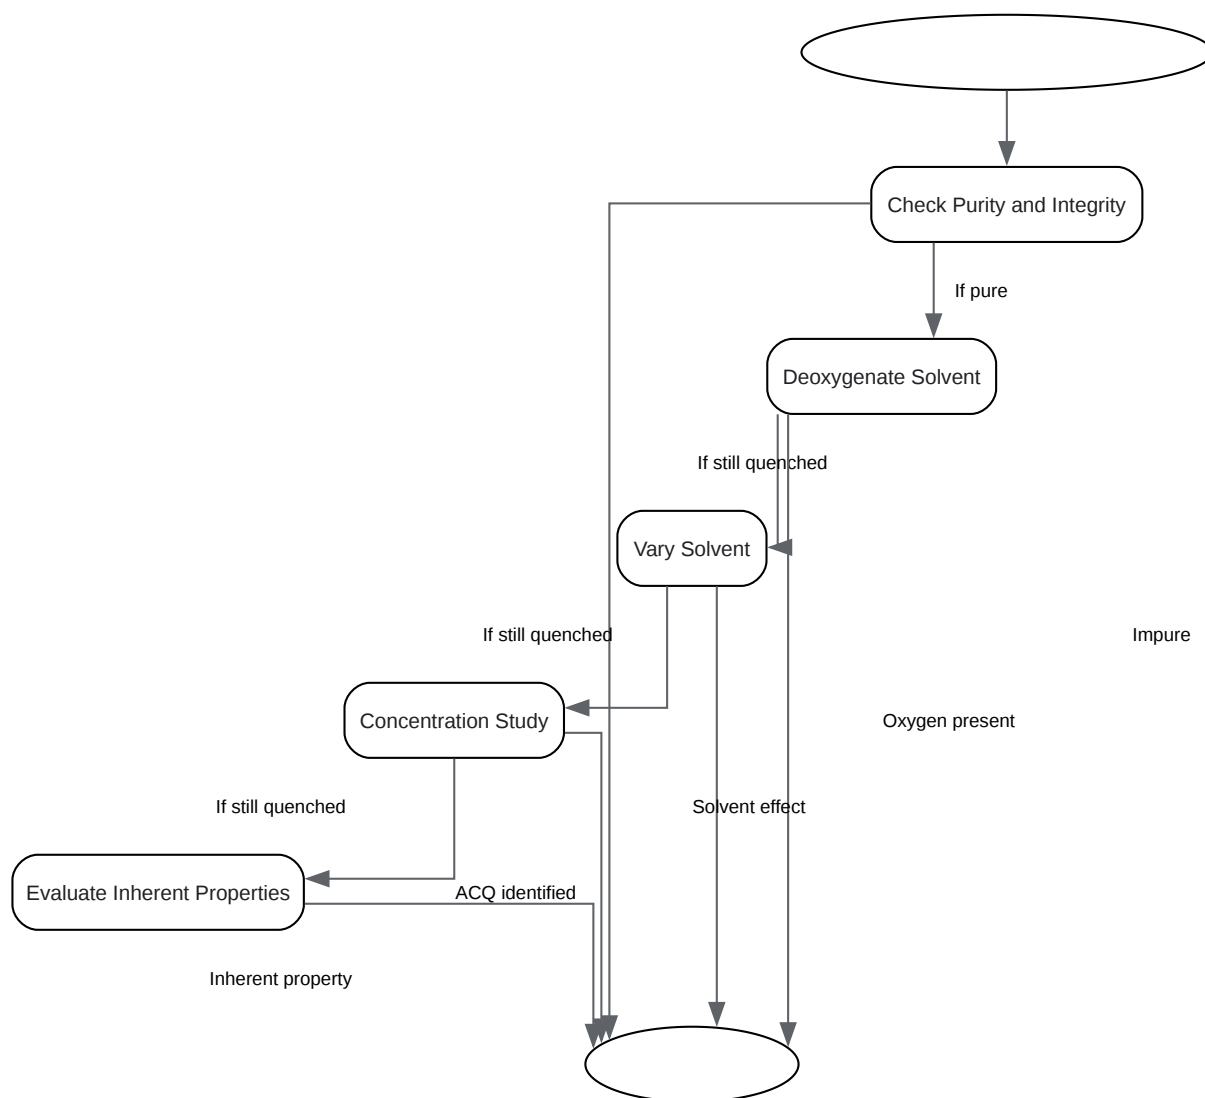 Check Purity and Integrity
If pure
Deoxygenate Solvent
If still quenched
Vary Solvent
If still quenched
Impure
Concentration Study
Oxygen present
If still quenched
Solvent effect
Evaluate Inherent Properties
ACQ identified
Inherent property